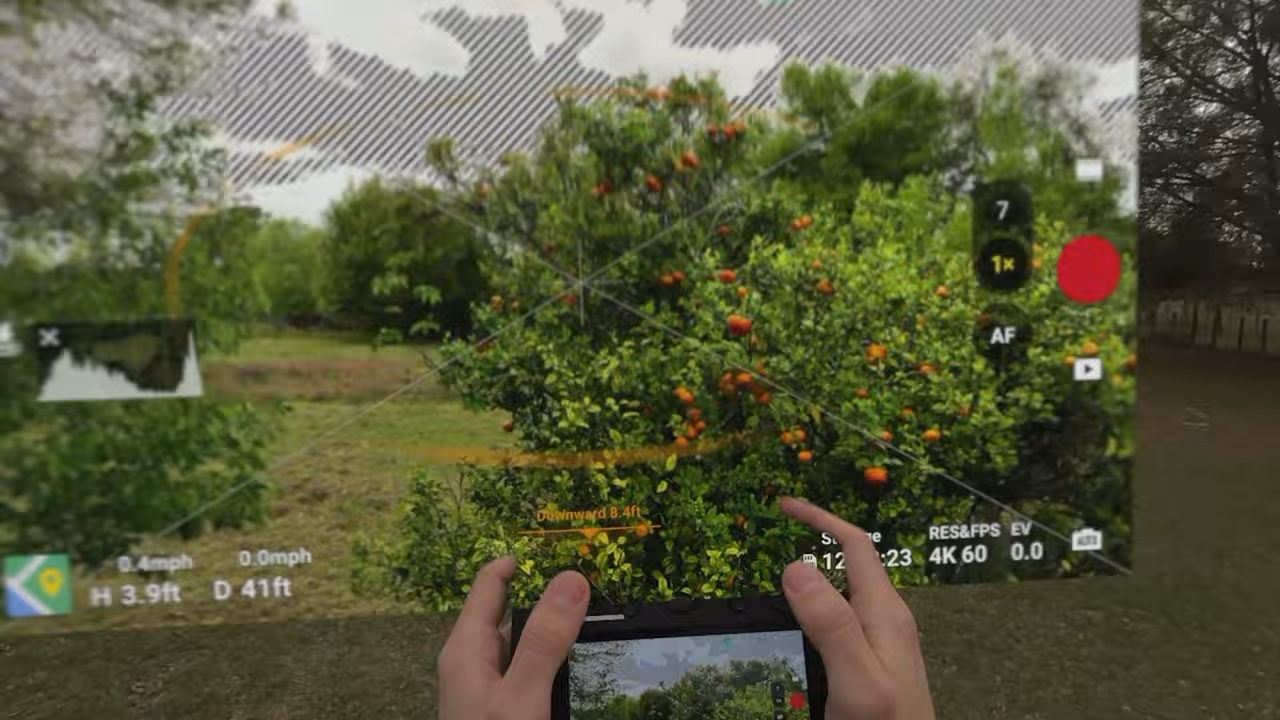 7
1×
AF
Downward 8.4ft
0.4mph 0.0mph
H 3.9ft D 41ft
RES&FPS EV
4K 60 0.0